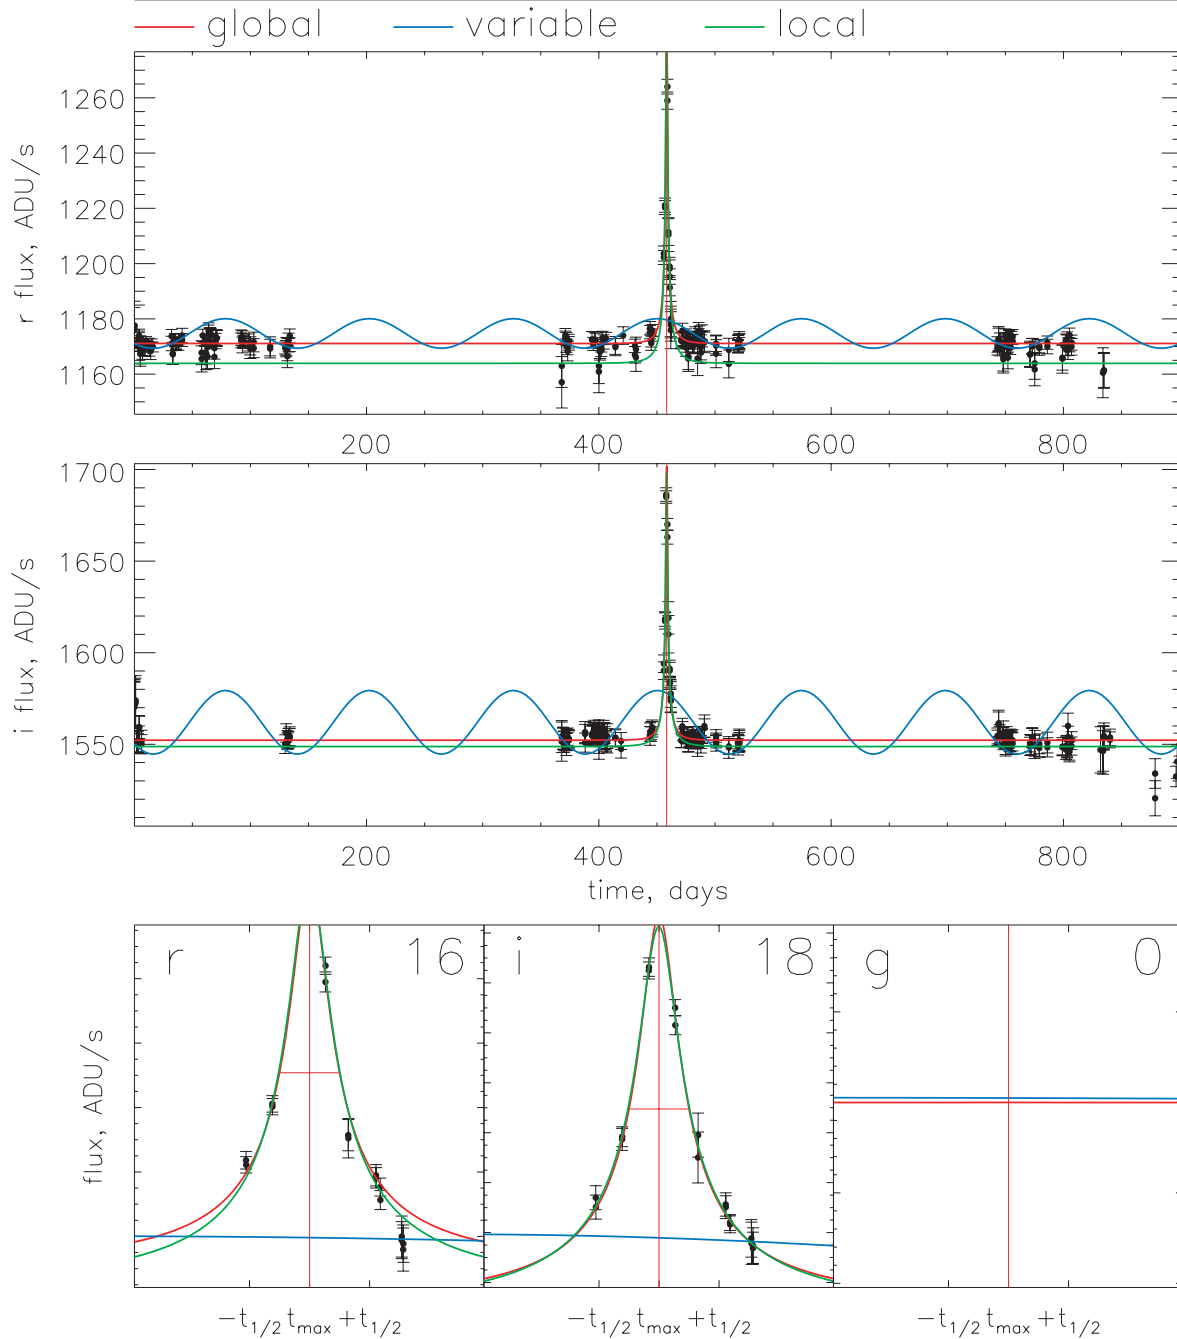 global variable local
r flux, ADU/s
1260
1240
1220
1200
1180
1160
200 400 600 800
i flux, ADU/s
1700
1650
1600
1550
200 400 600 800
time, days
flux, ADU/s
r 16 i 18 g 0
−t1/2 tmax +t1/2 −t1/2 tmax +t1/2 −t1/2 tmax +t1/2